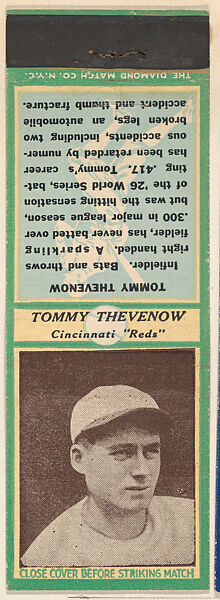 THE DIAMOND MATCH CO. N.Y.C.
TOMMY THEVENOW
Infielder. Bats and throws
right handed. A sparkling
fielder, has never batted over
.300 in major league season,
but was the hitting sensation
of the '26 World Series, bat-
ting .417. Tommy's career
has been retarded by numer-
ous accidents, including two
broken legs, an automobile
accident and thumb fracture.
TOMMY THEVENOW
Cincinnati "Reds"
CLOSE COVER BEFORE STRIKING MATCH